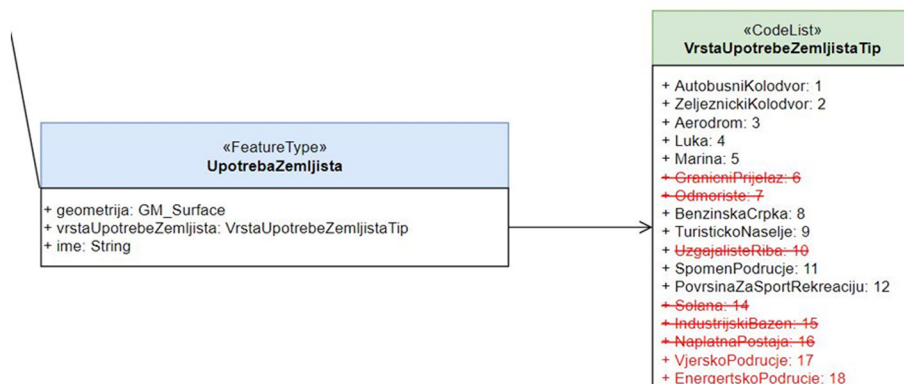 «CodeList»
VrstaUpotrebeZemljistaTip
+ AutobusniKolodvor: 1
+ ZeljeznickiKolodvor: 2
+ Aerodrom: 3
+ Luka: 4
+ Marina: 5
+ GranicniPrijelaz: 6
+ Odmoriste: 7
+ BenzinskaCrpka: 8
+ TuristickoNaselje: 9
+ UzgajalisteRiba: 10
+ SpomenPodrucje: 11
+ PovrsinaZaSportRekreaciju: 12
+ Solana: 14
+ IndustrijskiBazen: 15
+ NaplatnaPostaja: 16
+ VjerskoPodrucje: 17
+ EnergertskoPodrucje: 18
«FeatureType»
UpotrebaZemljista
+ geometrija: GM_Surface
+ vrstaUpotrebeZemljista: VrstaUpotrebeZemljistaTip
+ ime: String